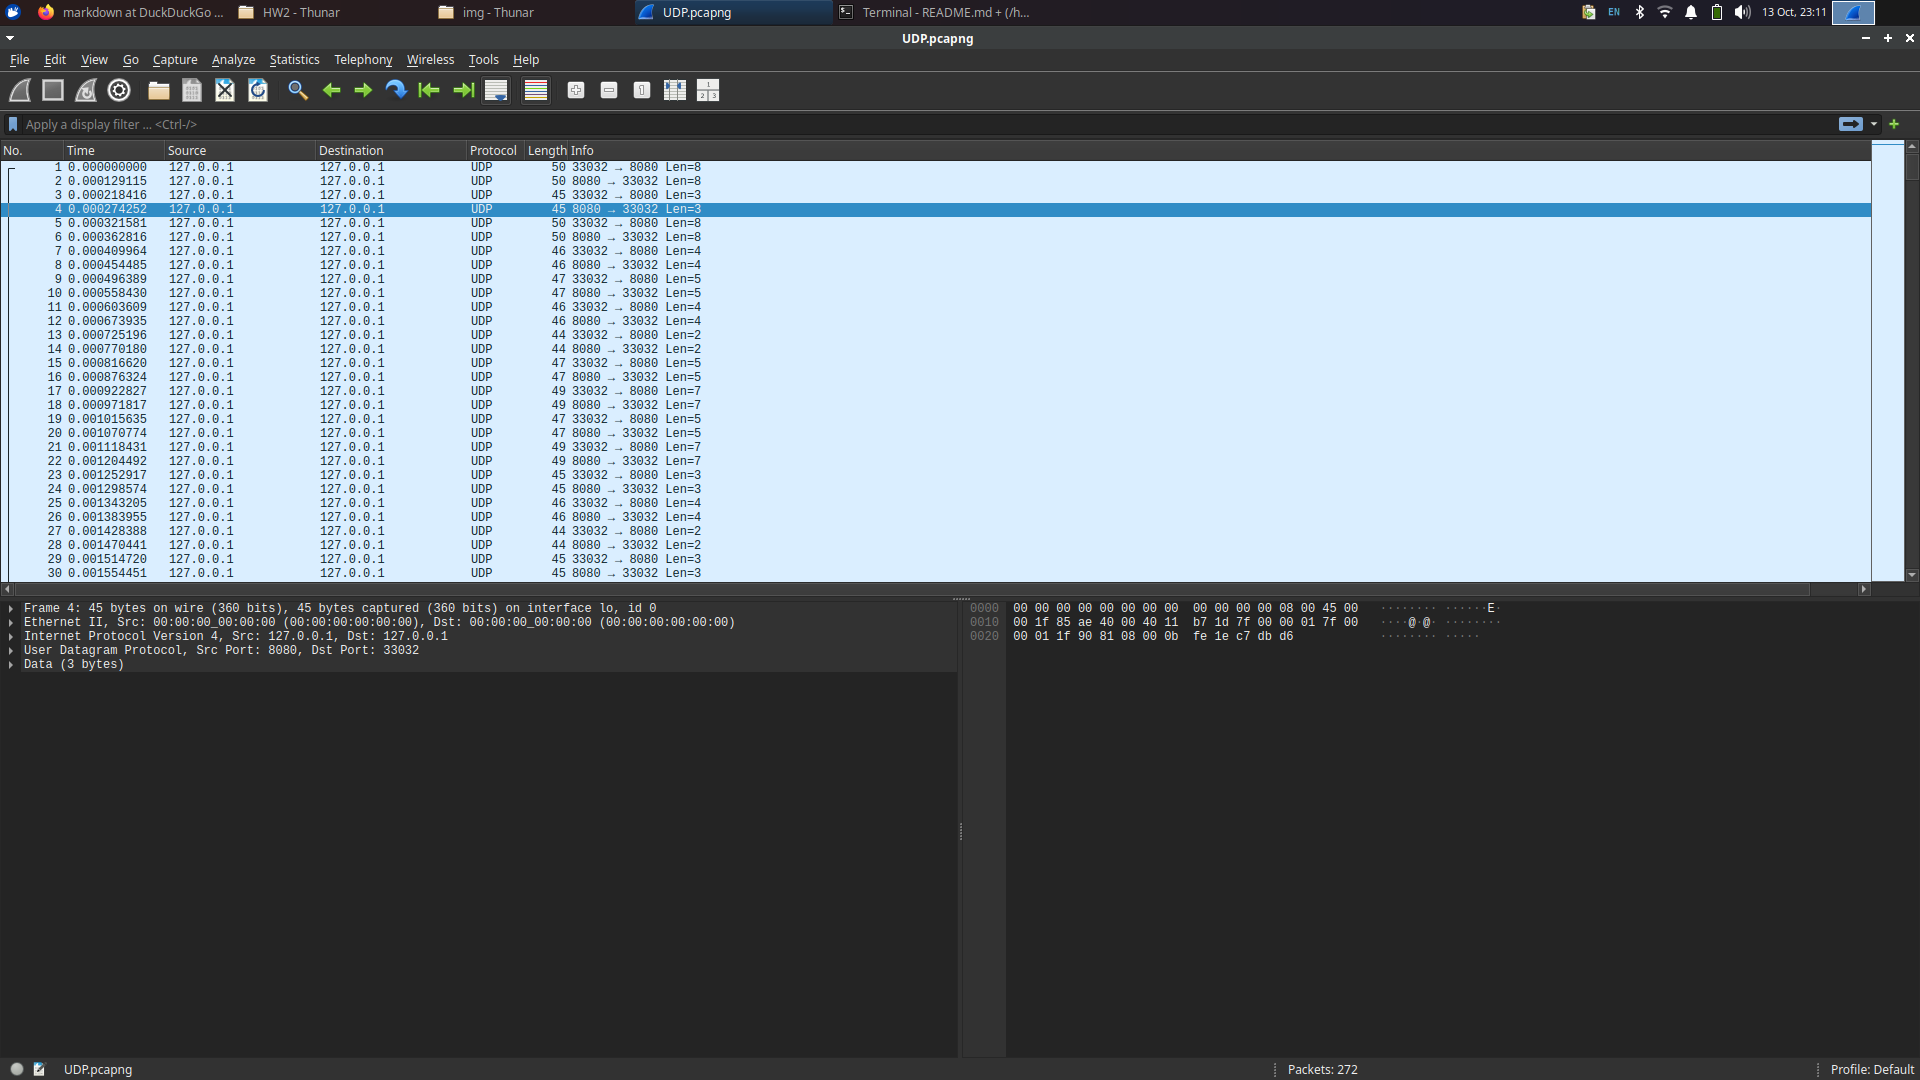 markdown at DuckDuckGo ... HW2 - Thunar img - Thunar UDP.pcapng Terminal - README.md + (/h... EN 13 Oct, 23:11
UDP.pcapng
File Edit View Go Capture Analyze Statistics Telephony Wireless Tools Help
Apply a display filter ... <Ctrl-/>
No. Time Source Destination Protocol Length Info
1 0.000000000 127.0.0.1 127.0.0.1 UDP 50 33032 → 8080 Len=8
2 0.000129115 127.0.0.1 127.0.0.1 UDP 50 8080 → 33032 Len=8
3 0.000218416 127.0.0.1 127.0.0.1 UDP 45 33032 → 8080 Len=3
4 0.000274252 127.0.0.1 127.0.0.1 UDP 45 8080 → 33032 Len=3
5 0.000321581 127.0.0.1 127.0.0.1 UDP 50 33032 → 8080 Len=8
6 0.000362816 127.0.0.1 127.0.0.1 UDP 50 8080 → 33032 Len=8
7 0.000409964 127.0.0.1 127.0.0.1 UDP 46 33032 → 8080 Len=4
8 0.000454485 127.0.0.1 127.0.0.1 UDP 46 8080 → 33032 Len=4
9 0.000496389 127.0.0.1 127.0.0.1 UDP 47 33032 → 8080 Len=5
10 0.000558430 127.0.0.1 127.0.0.1 UDP 47 8080 → 33032 Len=5
11 0.000603609 127.0.0.1 127.0.0.1 UDP 46 33032 → 8080 Len=4
12 0.000673935 127.0.0.1 127.0.0.1 UDP 46 8080 → 33032 Len=4
13 0.000725196 127.0.0.1 127.0.0.1 UDP 44 33032 → 8080 Len=2
14 0.000770180 127.0.0.1 127.0.0.1 UDP 44 8080 → 33032 Len=2
15 0.000816620 127.0.0.1 127.0.0.1 UDP 47 33032 → 8080 Len=5
16 0.000876324 127.0.0.1 127.0.0.1 UDP 47 8080 → 33032 Len=5
17 0.000922827 127.0.0.1 127.0.0.1 UDP 49 33032 → 8080 Len=7
18 0.000971817 127.0.0.1 127.0.0.1 UDP 49 8080 → 33032 Len=7
19 0.001015635 127.0.0.1 127.0.0.1 UDP 47 33032 → 8080 Len=5
20 0.001070774 127.0.0.1 127.0.0.1 UDP 47 8080 → 33032 Len=5
21 0.001118431 127.0.0.1 127.0.0.1 UDP 49 33032 → 8080 Len=7
22 0.001204492 127.0.0.1 127.0.0.1 UDP 49 8080 → 33032 Len=7
23 0.001252917 127.0.0.1 127.0.0.1 UDP 45 33032 → 8080 Len=3
24 0.001298574 127.0.0.1 127.0.0.1 UDP 45 8080 → 33032 Len=3
25 0.001343205 127.0.0.1 127.0.0.1 UDP 46 33032 → 8080 Len=4
26 0.001383955 127.0.0.1 127.0.0.1 UDP 46 8080 → 33032 Len=4
27 0.001428388 127.0.0.1 127.0.0.1 UDP 44 33032 → 8080 Len=2
28 0.001470441 127.0.0.1 127.0.0.1 UDP 44 8080 → 33032 Len=2
29 0.001514720 127.0.0.1 127.0.0.1 UDP 45 33032 → 8080 Len=3
30 0.001554451 127.0.0.1 127.0.0.1 UDP 45 8080 → 33032 Len=3
Frame 4: 45 bytes on wire (360 bits), 45 bytes captured (360 bits) on interface lo, id 0
Ethernet II, Src: 00:00:00_00:00:00 (00:00:00:00:00:00), Dst: 00:00:00_00:00:00 (00:00:00:00:00:00)
Internet Protocol Version 4, Src: 127.0.0.1, Dst: 127.0.0.1
User Datagram Protocol, Src Port: 8080, Dst Port: 33032
Data (3 bytes)
0000 00 00 00 00 00 00 00 00 00 00 00 00 08 00 45 00 ········ ······E·
0010 00 1f 85 ae 40 00 40 11 b7 1d 7f 00 00 01 7f 00 ····@·@· ········
0020 00 01 1f 90 81 08 00 0b fe 1e c7 db d6 ········ ·····
UDP.pcapng Packets: 272 Profile: Default